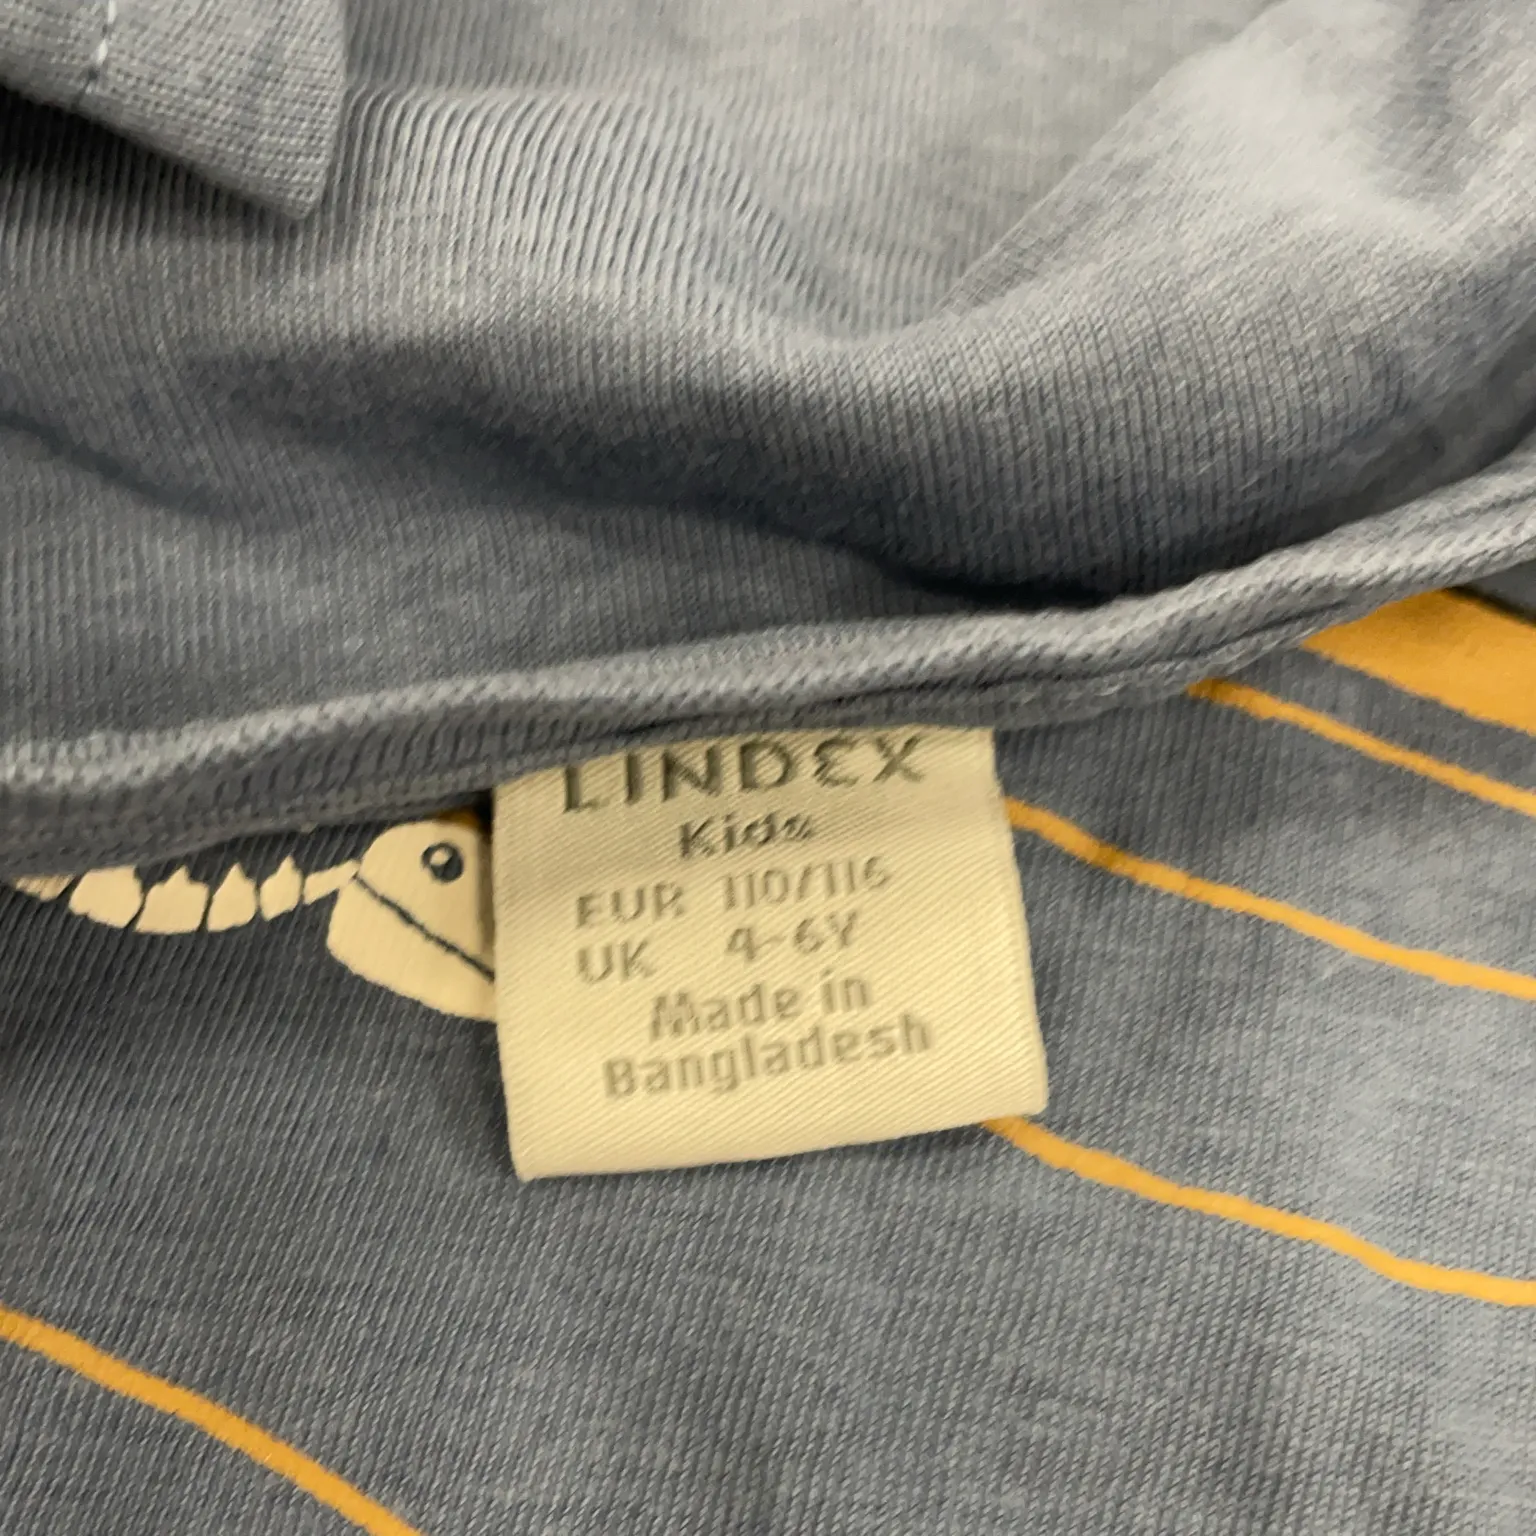 LINDEX
Kids
EUR 110/116
UK 4-6Y
Made in
Bangladesh